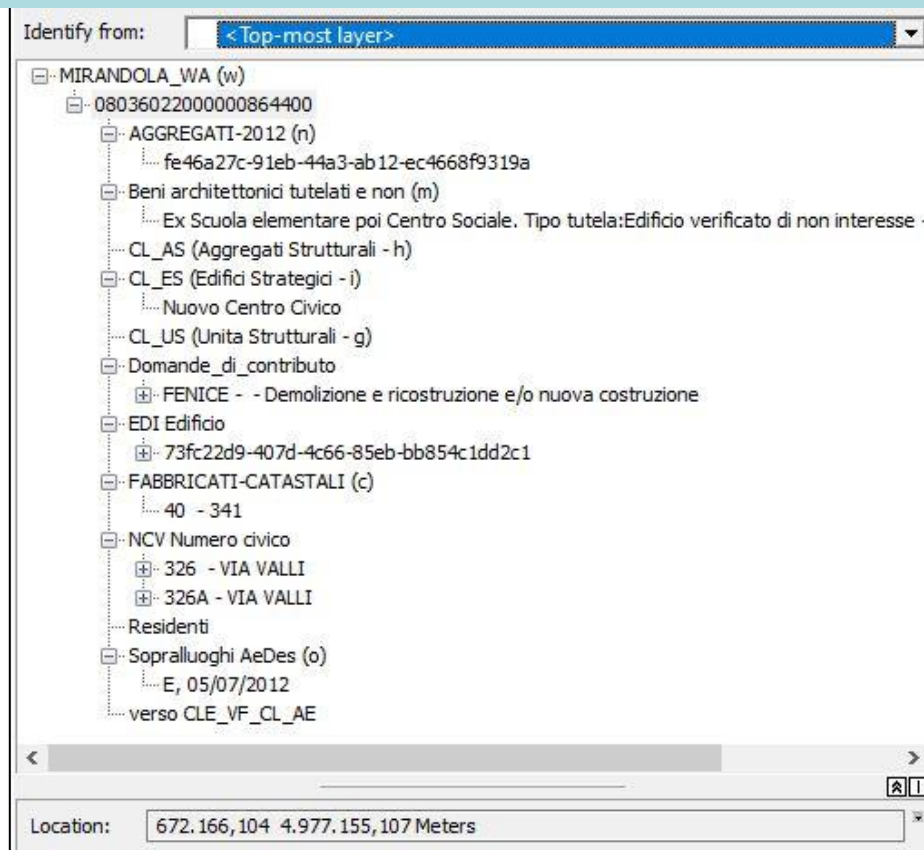 Identify from: <Top-most layer>
MIRANDOLA_WA (w)
08036022000000864400
AGGREGATI-2012 (n)
fe46a27c-91eb-44a3-ab12-ec4668f9319a
Beni architettonici tutelati e non (m)
Ex Scuola elementare poi Centro Sociale. Tipo tutela:Edificio verificato di non interesse -
CL_AS (Aggregati Strutturali - h)
CL_ES (Edifici Strategici - i)
Nuovo Centro Civico
CL_US (Unita Strutturali - g)
Domande_di_contributo
FENICE - - Demolizione e ricostruzione e/o nuova costruzione
EDI Edificio
73fc22d9-407d-4c66-85eb-bb854c1dd2c1
FABBRICATI-CATASTALI (c)
40 - 341
NCV Numero civico
326 - VIA VALLI
326A - VIA VALLI
Residenti
Sopralluoghi AeDes (o)
E, 05/07/2012
verso CLE_VF_CL_AE
Location: 672.166,104 4.977.155,107 Meters